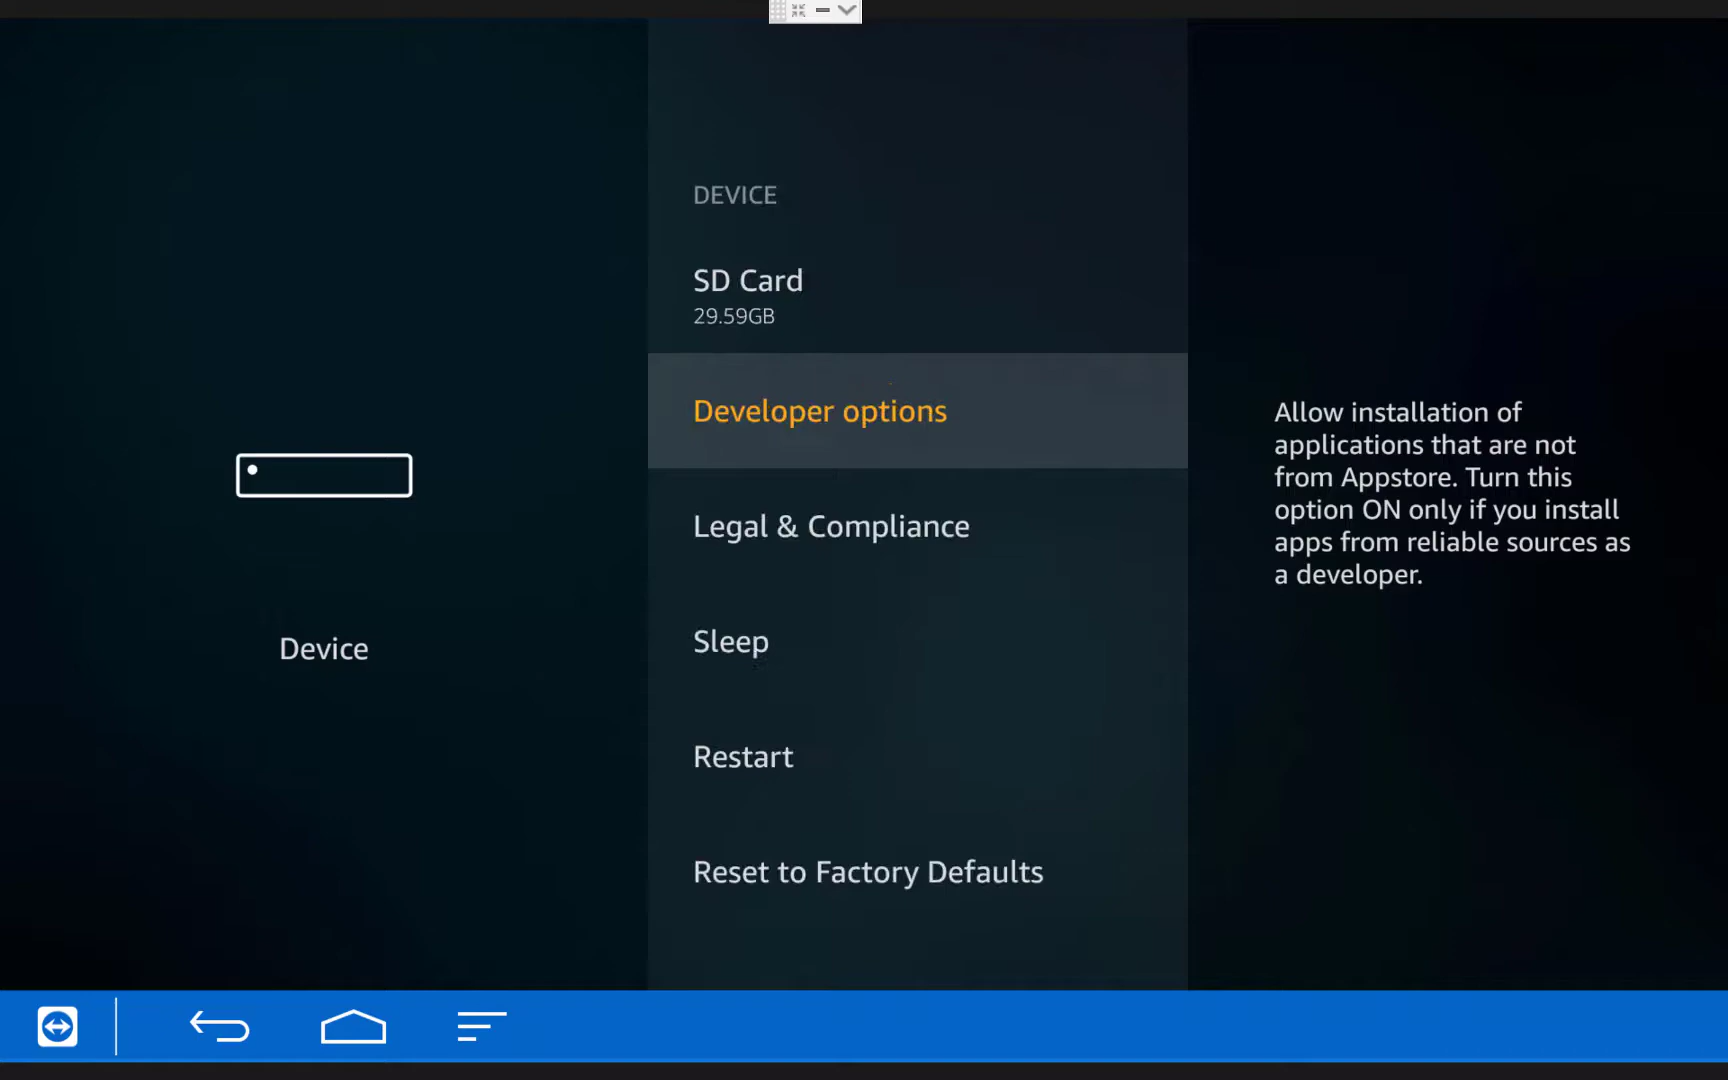 DEVICE
SD Card
29.59GB
Developer options
Legal & Compliance
Sleep
Restart
Reset to Factory Defaults
Device
Allow installation of
applications that are not
from Appstore. Turn this
option ON only if you install
apps from reliable sources as
a developer.